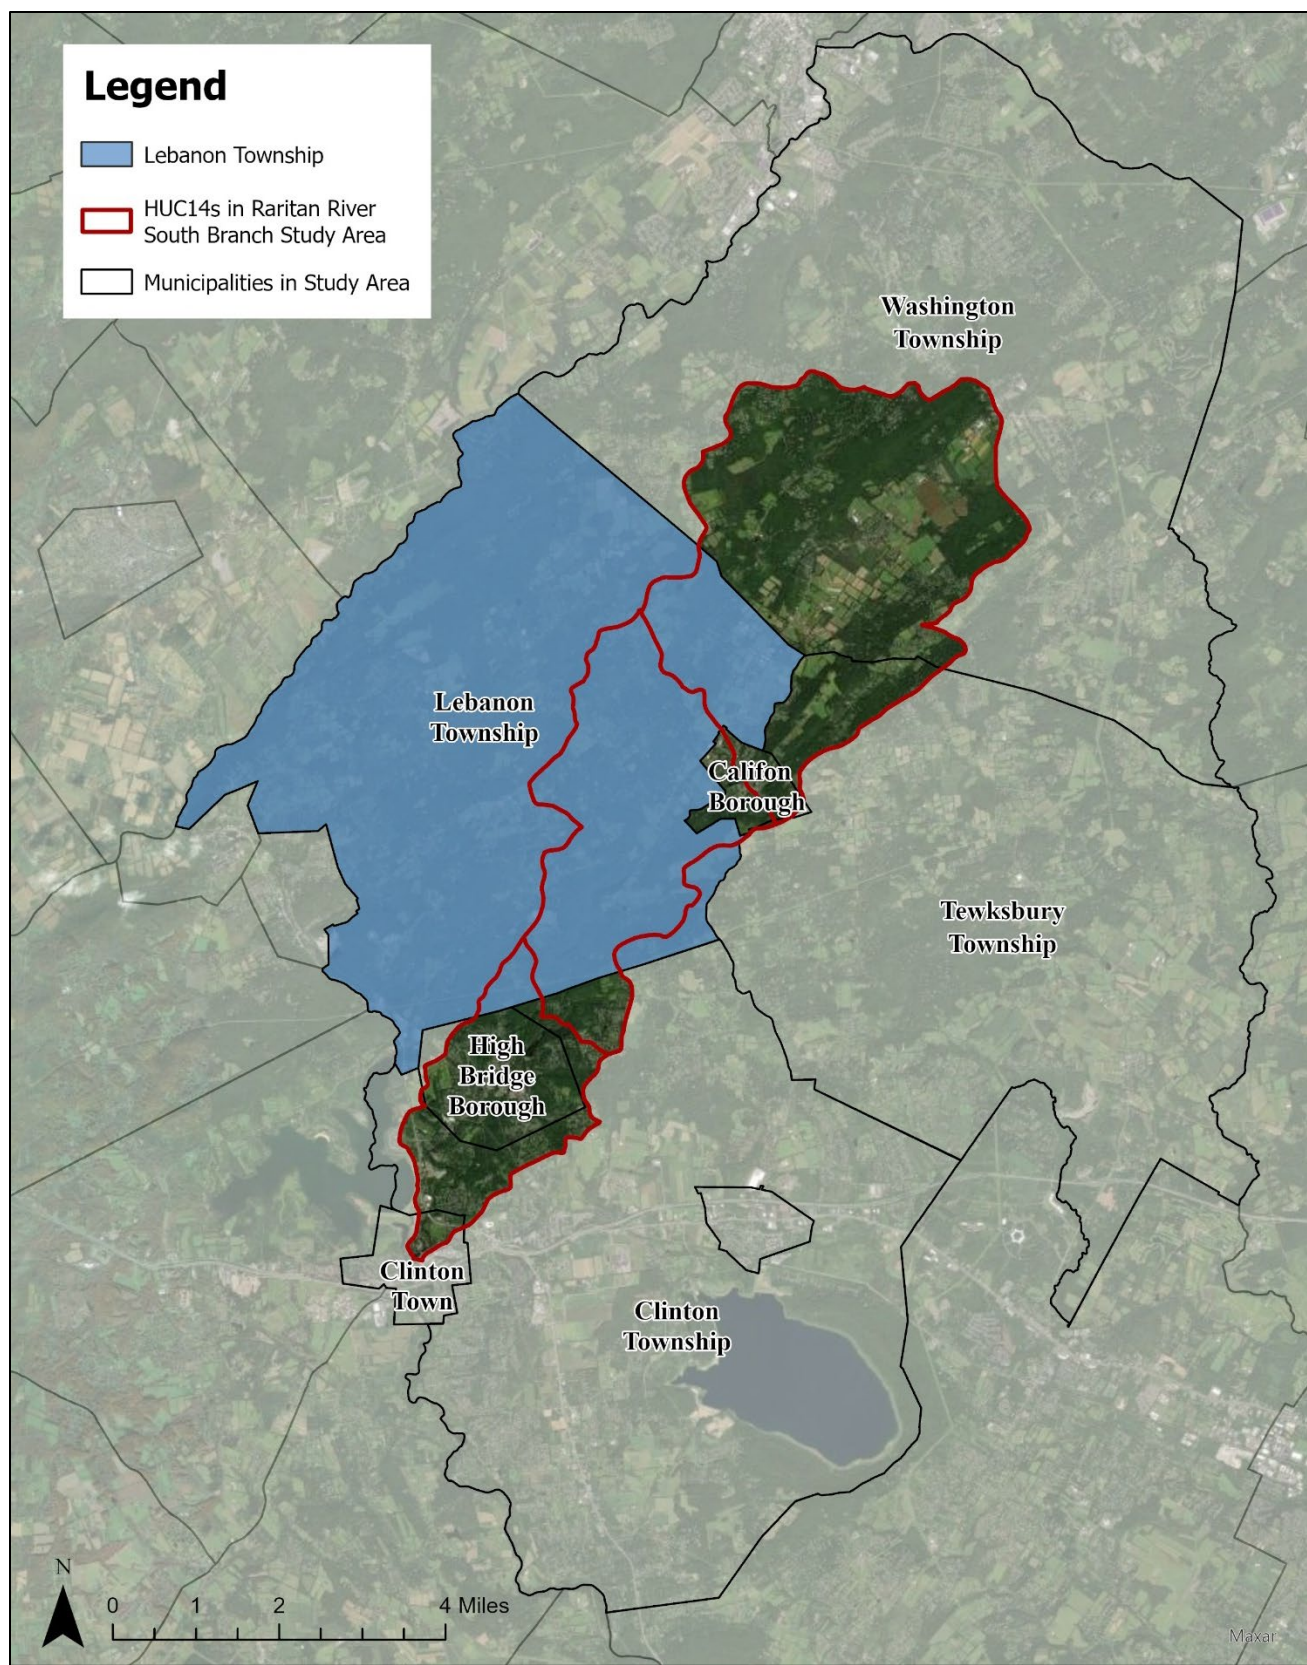 Legend
Lebanon Township
HUC14s in Raritan River
South Branch Study Area
Municipalities in Study Area
Washington
Township
Lebanon
Township
Califon
Borough
Tewksbury
Township
High
Bridge
Borough
Clinton
Town
Clinton
Township
N
0 1 2 4 Miles
Maxar